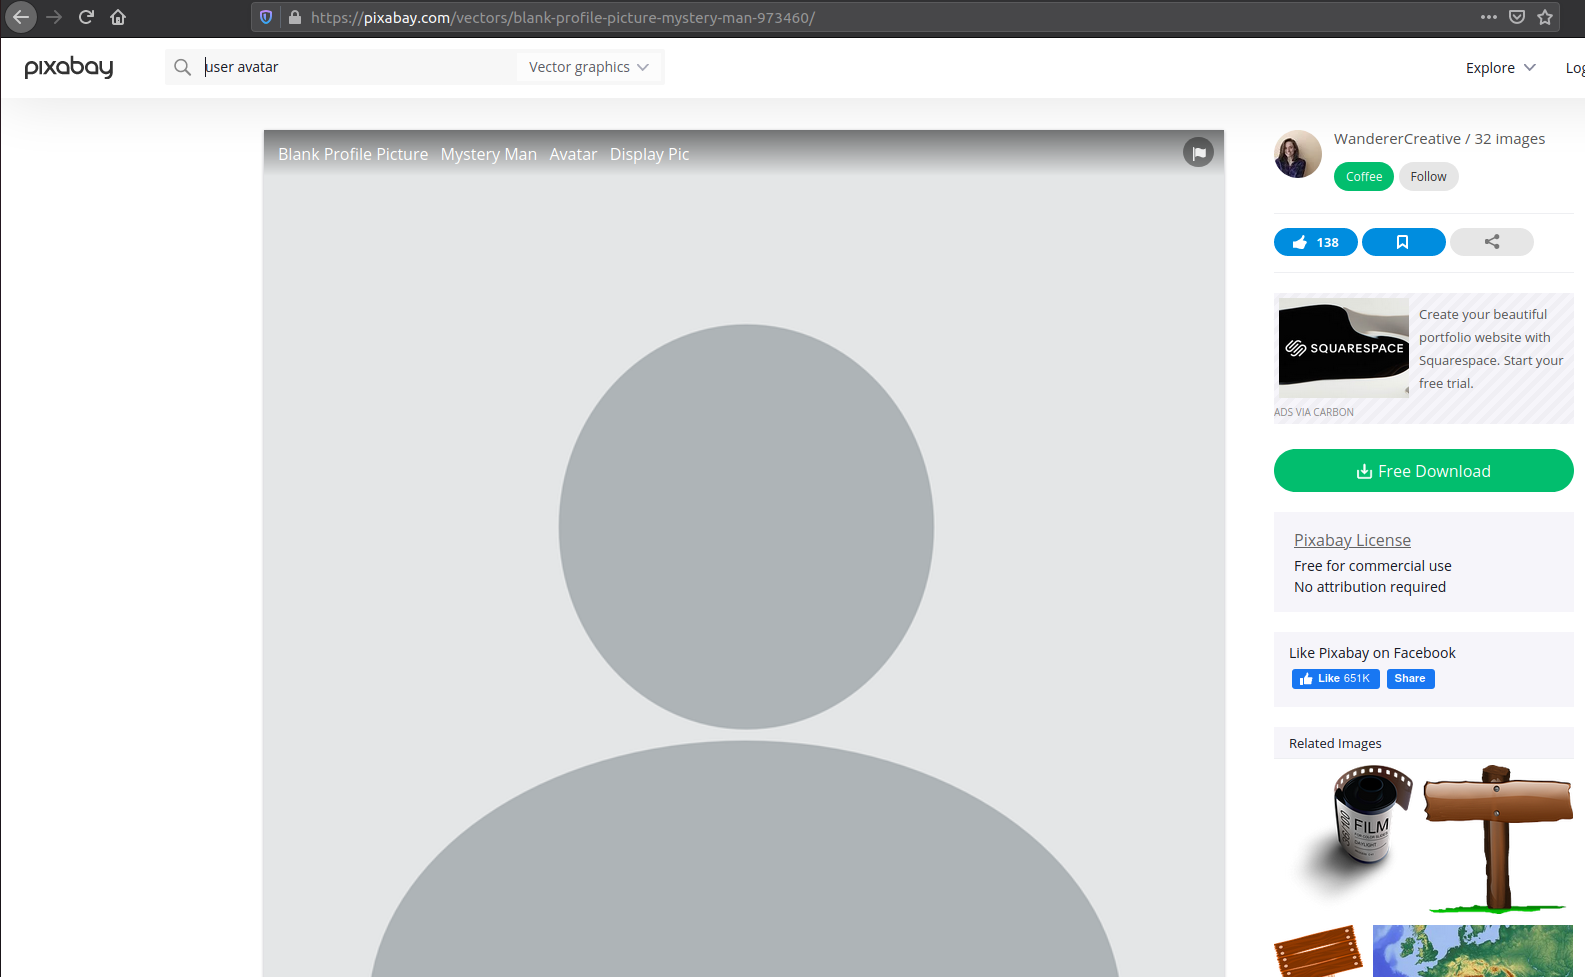 https://pixabay.com/vectors/blank-profile-picture-mystery-man-973460/
pixabay
user avatar
Vector graphics
Explore
Log
Blank Profile Picture Mystery Man Avatar Display Pic
WandererCreative / 32 images
Coffee
Follow
138
SQUARESPACE
Create your beautiful
portfolio website with
Squarespace. Start your
free trial.
ADS VIA CARBON
Free Download
Pixabay License
Free for commercial use
No attribution required
Like Pixabay on Facebook
Like 651K
Share
Related Images
FILM
DAYLIGHT